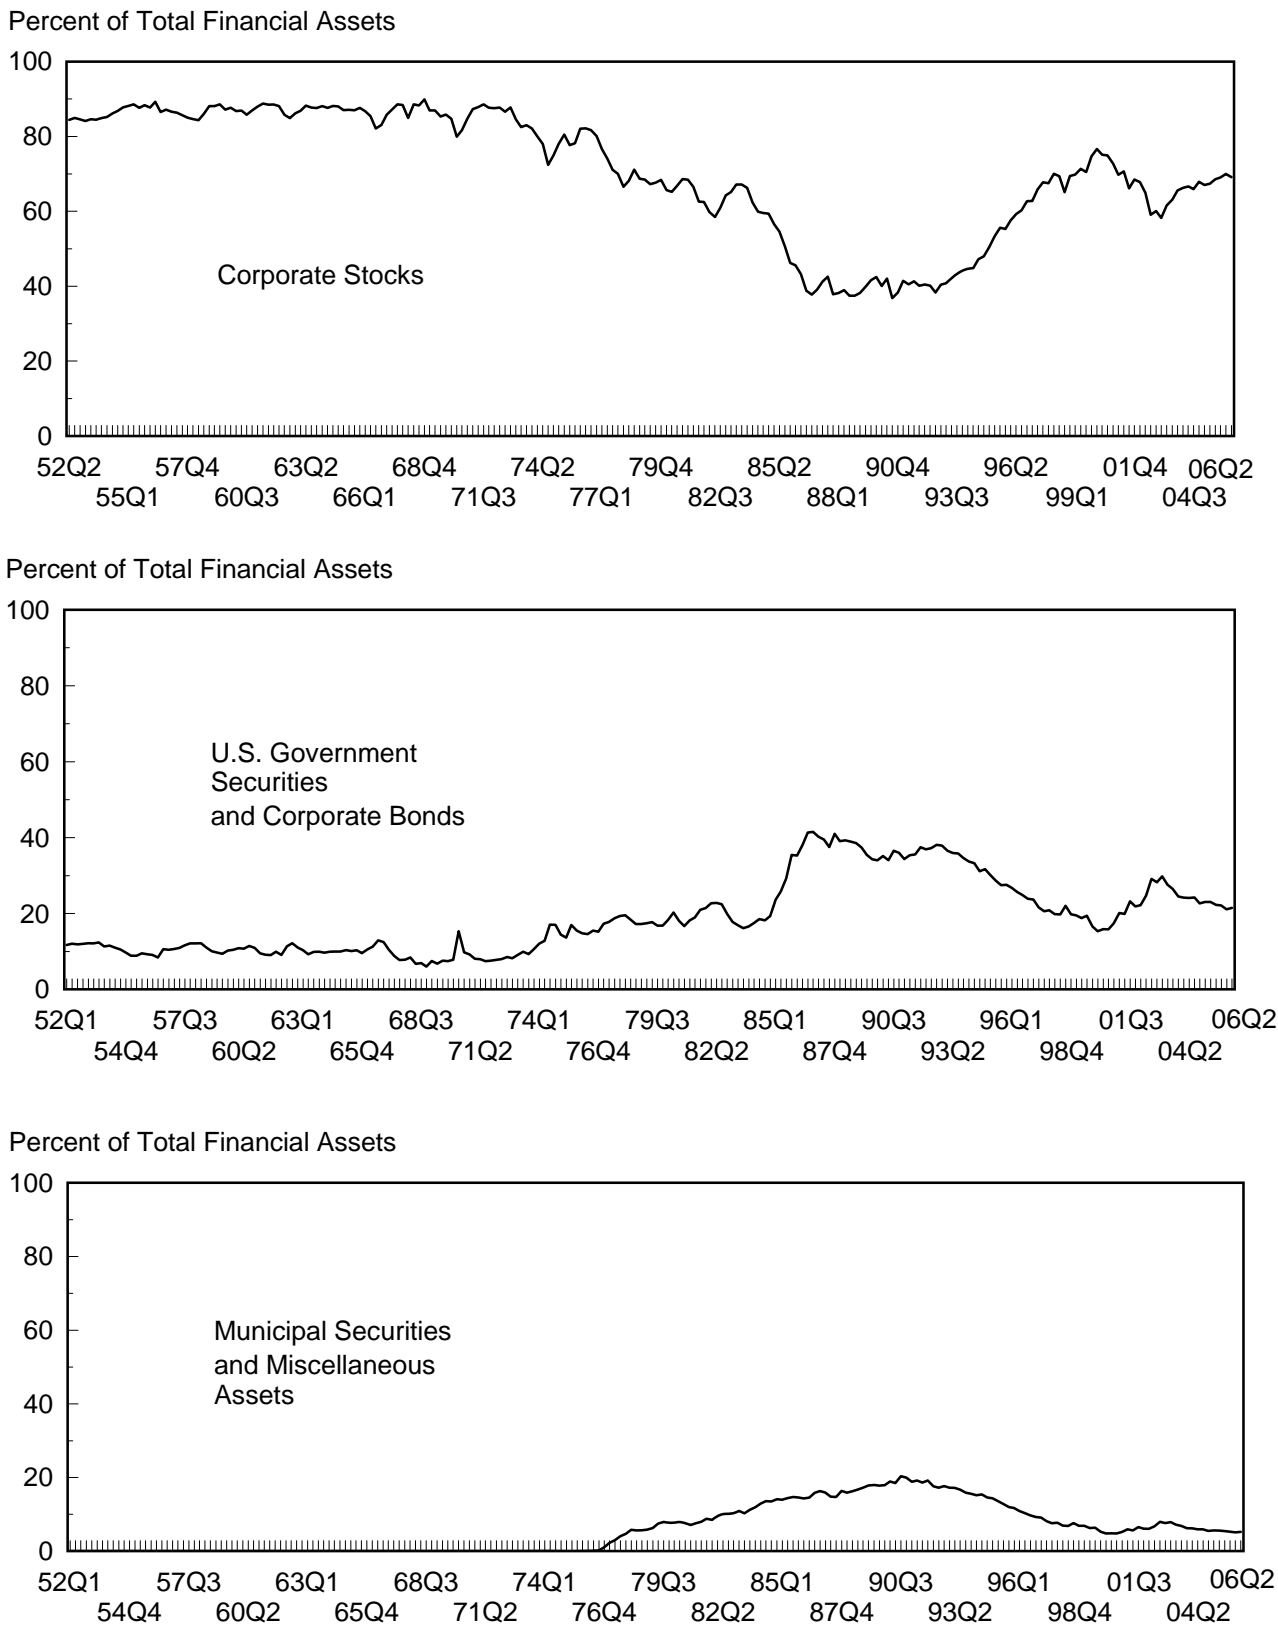 Percent of Total Financial Assets
100
80
60
Corporate Stocks
40
20
0
52Q2 57Q4 63Q2 68Q4 74Q2 79Q4 85Q2 90Q4 96Q2 01Q4 06Q2
55Q1 60Q3 66Q1 71Q3 77Q1 82Q3 88Q1 93Q3 99Q1 04Q3
Percent of Total Financial Assets
100
80
60
U.S. Government
Securities
and Corporate Bonds
40
20
0
52Q1 57Q3 63Q1 68Q3 74Q1 79Q3 85Q1 90Q3 96Q1 01Q3 06Q2
54Q4 60Q2 65Q4 71Q2 76Q4 82Q2 87Q4 93Q2 98Q4 04Q2
Percent of Total Financial Assets
100
80
60
Municipal Securities
and Miscellaneous
Assets
40
20
0
52Q1 57Q3 63Q1 68Q3 74Q1 79Q3 85Q1 90Q3 96Q1 01Q3 06Q2
54Q4 60Q2 65Q4 71Q2 76Q4 82Q2 87Q4 93Q2 98Q4 04Q2